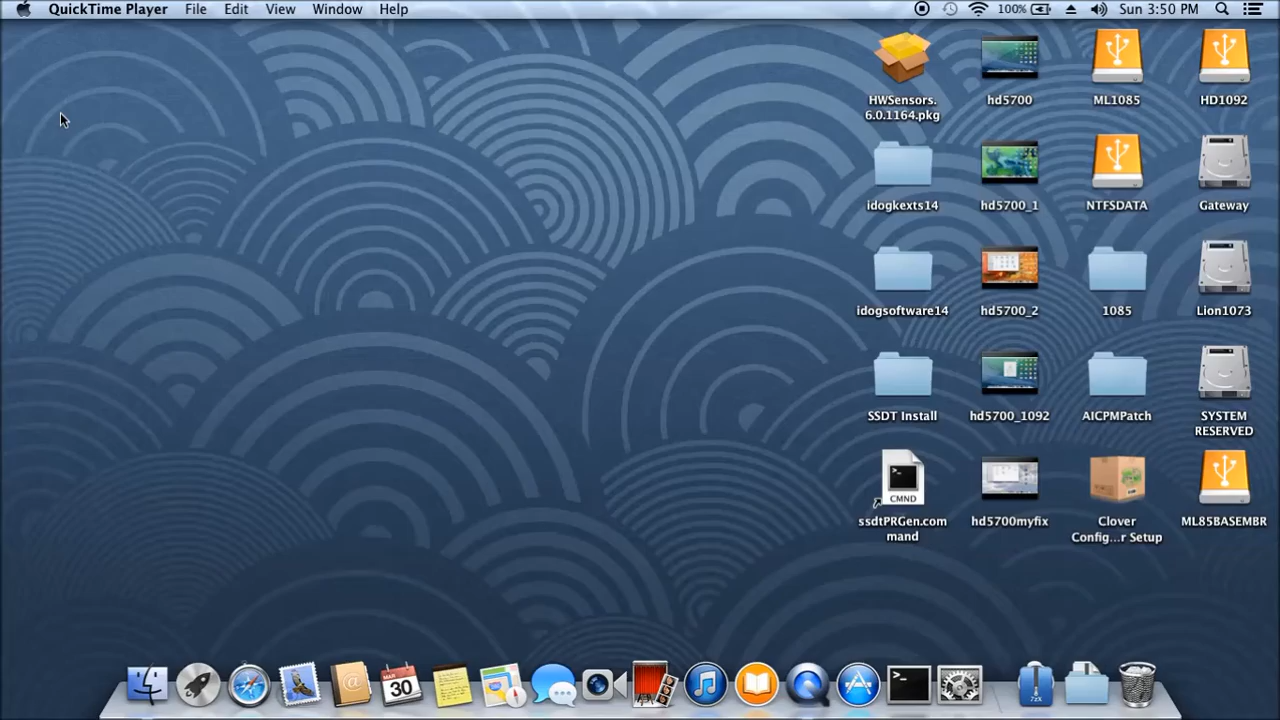 QuickTime Player File Edit View Window Help 100% Sun 3:50 PM
HWSensors.
6.0.1164.pkg
hd5700
ML1085
HD1092
idogkexts14
hd5700_1
NTFSDATA
Gateway
idogsoftware14
hd5700_2
1085
Lion1073
SSDT Install
hd5700_1092
AICPMPatch
SYSTEM
RESERVED
CMND
ssdtPRGen.com
mand
hd5700myfix
Clover
Config...r Setup
ML85BASEMBR
MAR
30
7zX